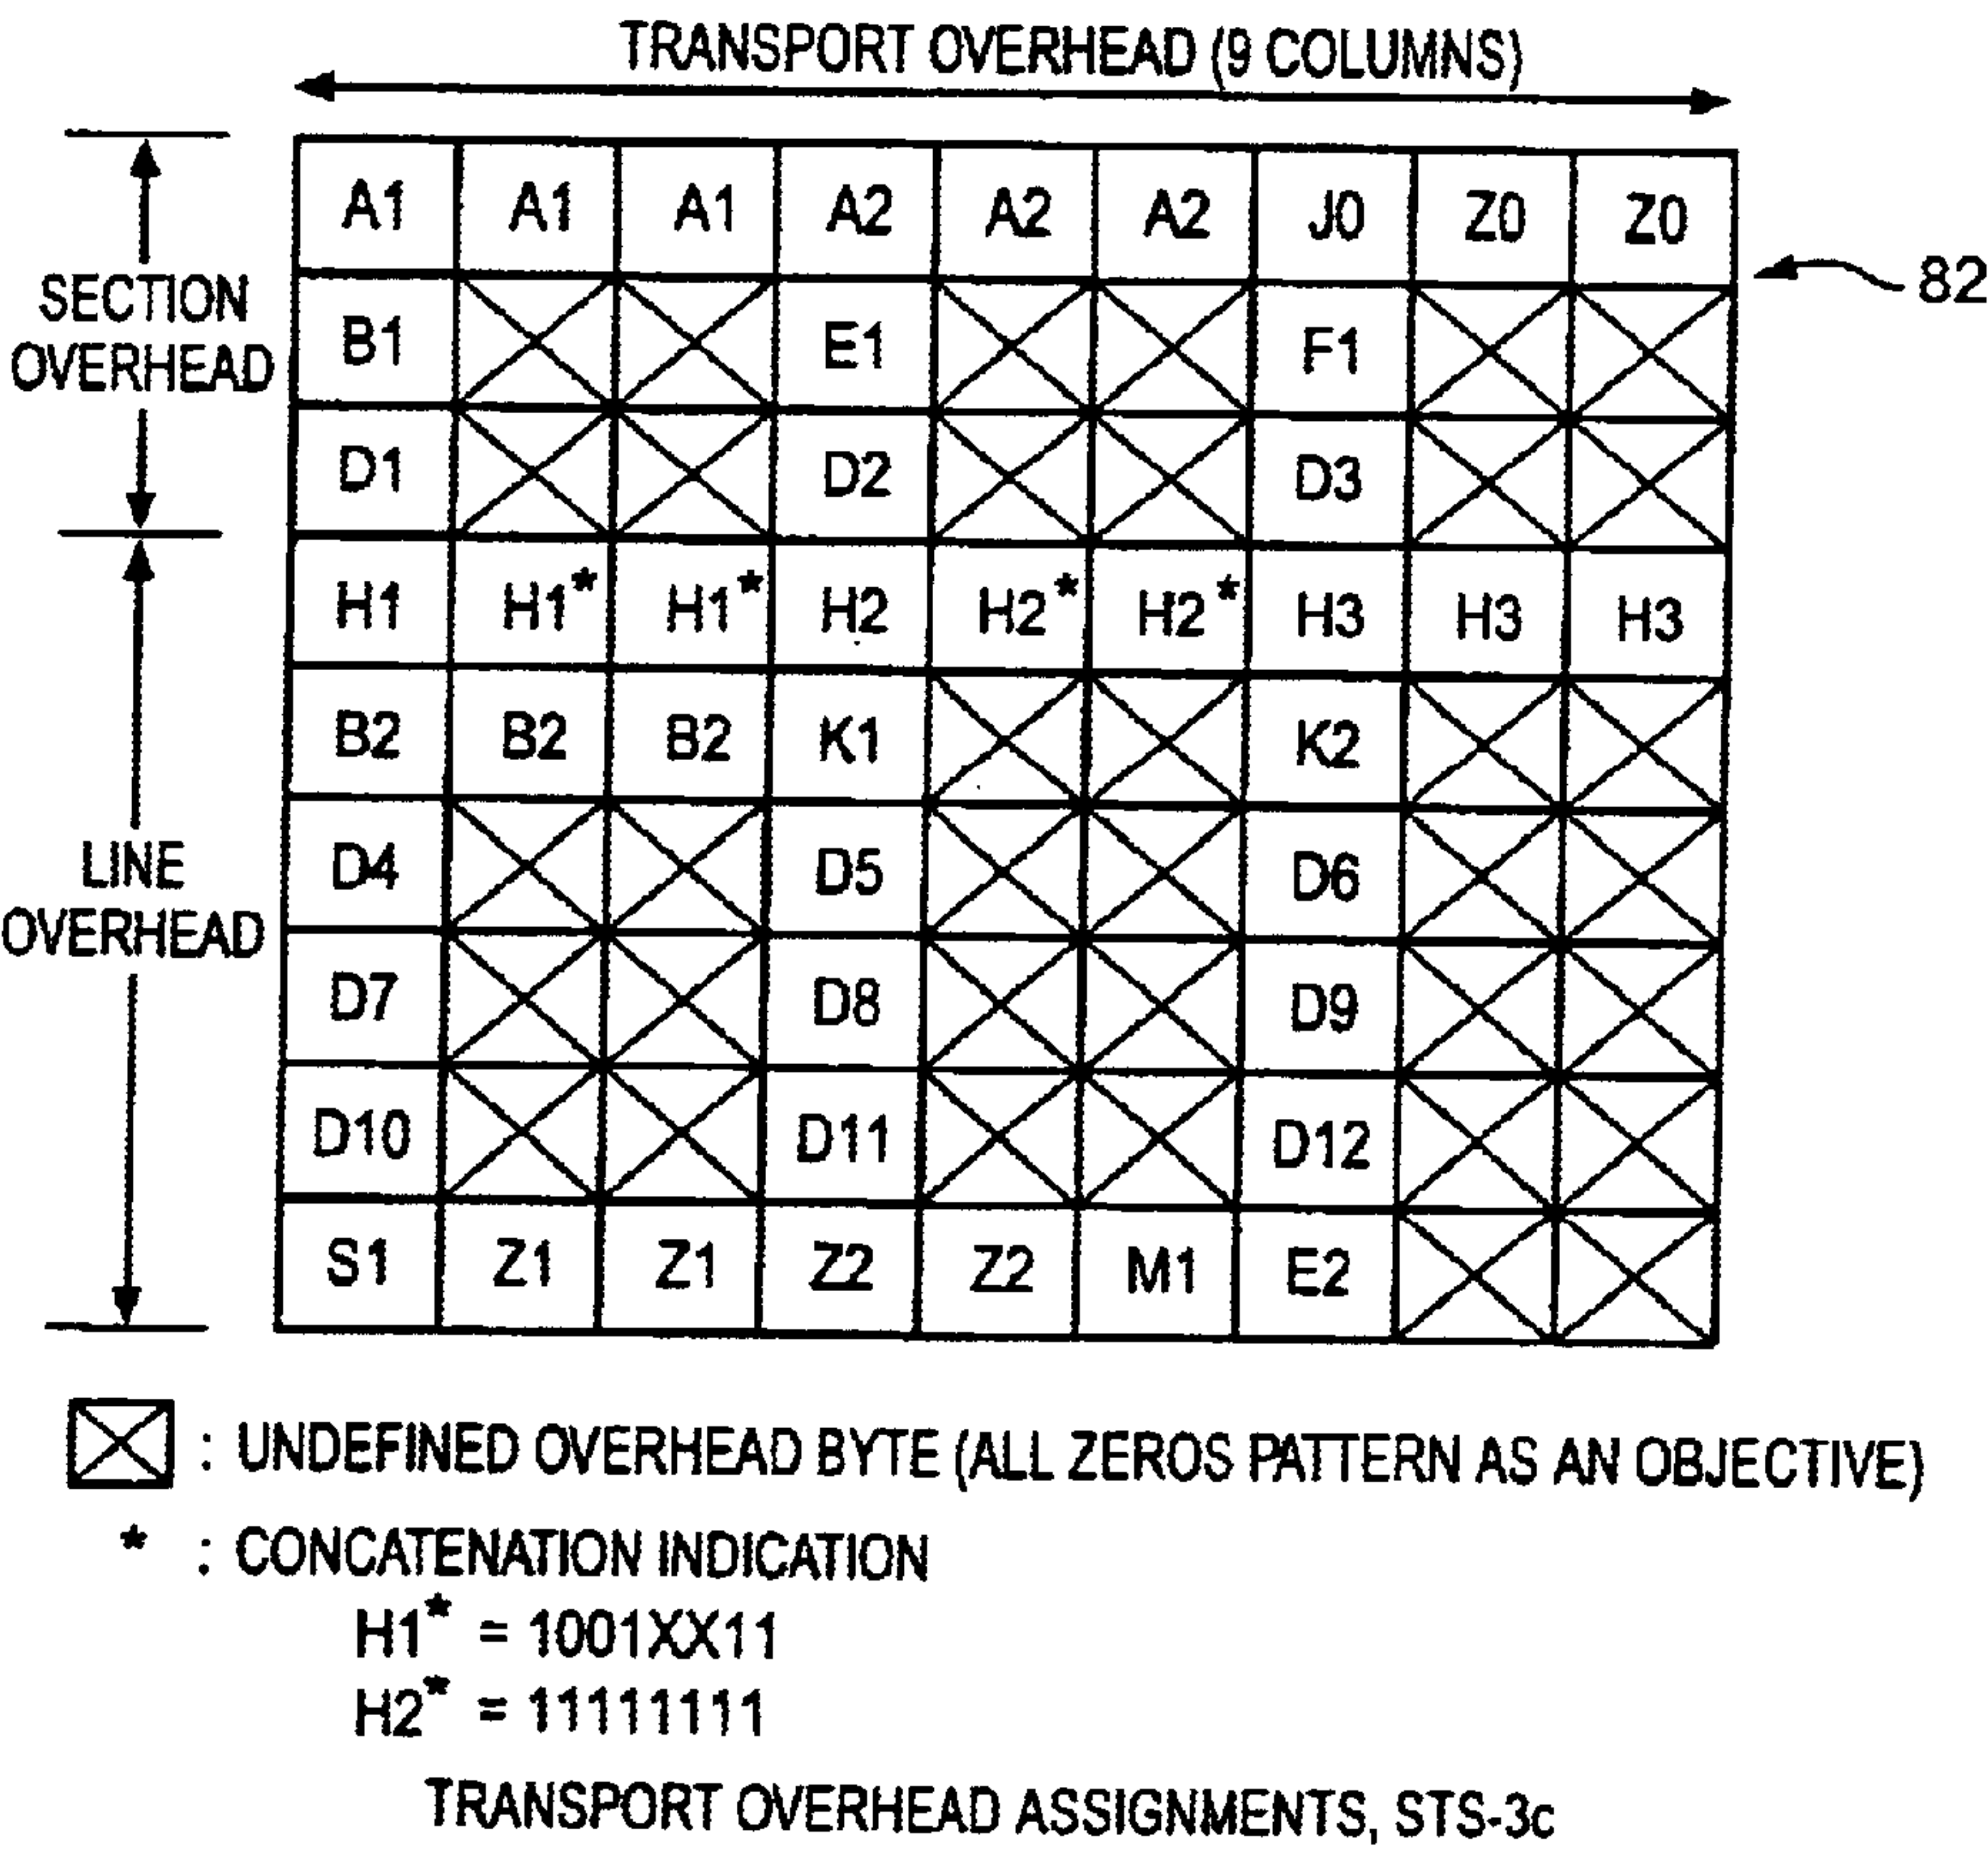 TRANSPORT OVERHEAD (9 COLUMNS)
A1 A1 A1 A2 A2 A2 J0 Z0 Z0
82
SECTION
OVERHEAD
B1 E1 F1
D1 D2 D3
H1 H1* H1* H2 H2* H2* H3 H3 H3
B2 B2 B2 K1 K2
LINE
OVERHEAD
D4 D5 D6
D7 D8 D9
D10 D11 D12
S1 Z1 Z1 Z2 Z2 M1 E2
: UNDEFINED OVERHEAD BYTE (ALL ZEROS PATTERN AS AN OBJECTIVE)
* : CONCATENATION INDICATION
H1* = 1001XX11
H2* = 11111111
TRANSPORT OVERHEAD ASSIGNMENTS, STS-3c